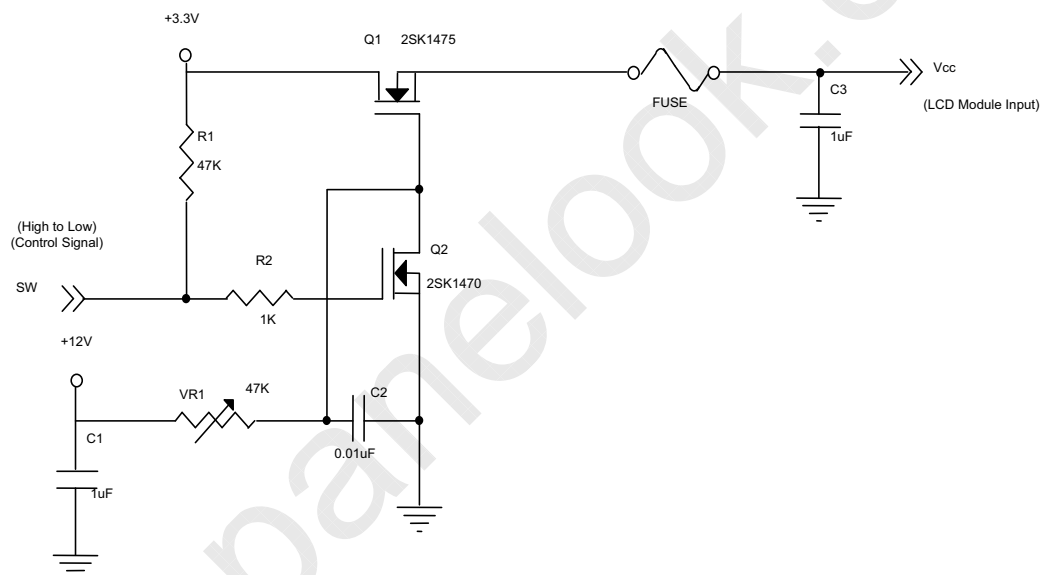 +3.3V
Q1 2SK1475
Vcc
FUSE
C3
(LCD Module Input)
1uF
R1
47K
(High to Low)
(Control Signal)
SW
R2
1K
Q2
2SK1470
+12V
VR1
47K
C2
0.01uF
C1
1uF
panelook.